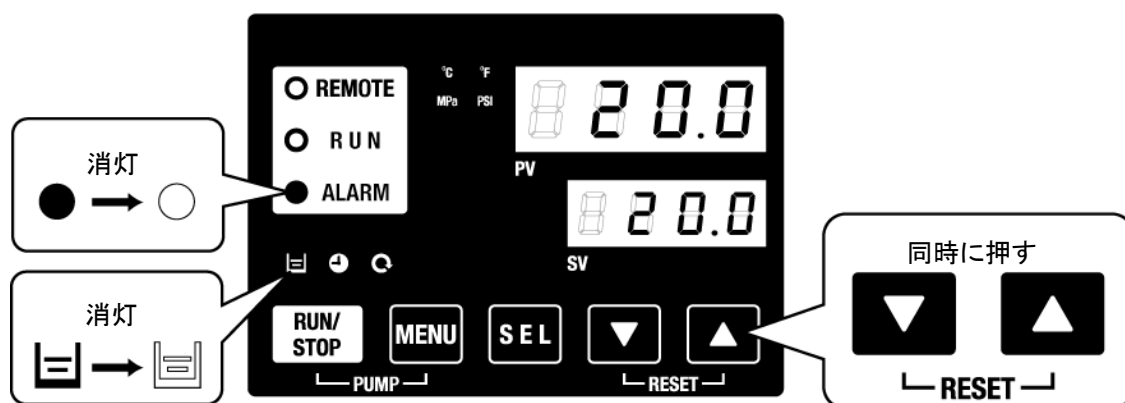 消灯
消灯
REMOTE
RUN
ALARM
°C °F
MPa PSI
20.0
PV
20.0
SV
RUN/
STOP
MENU
SEL
PUMP
RESET
同時に押す
RESET